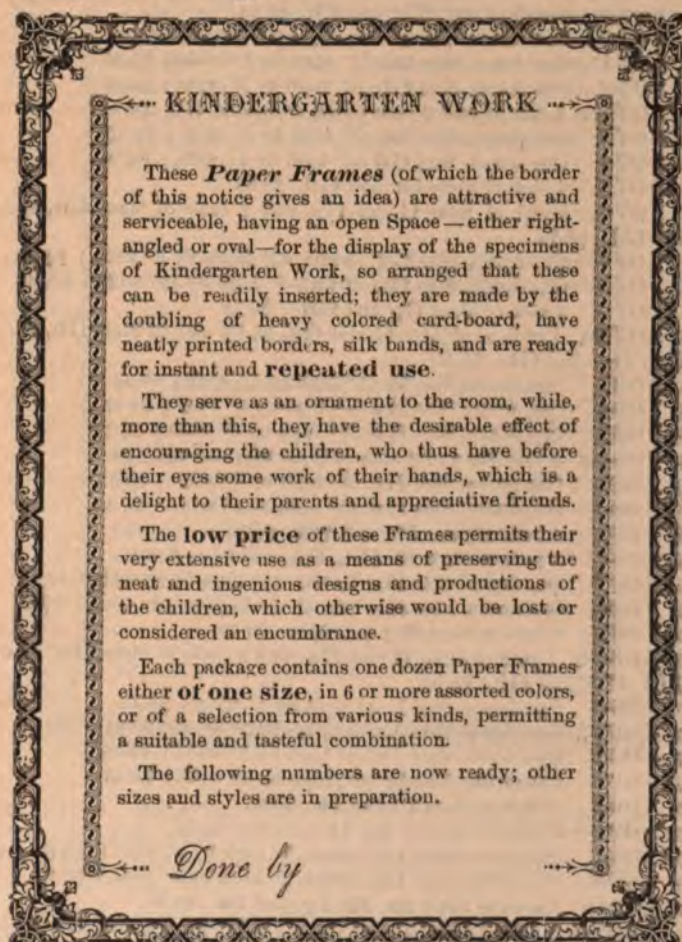 KINDERGARTEN WORK
These Paper Frames (of which the border
of this notice gives an idea) are attractive and
serviceable, having an open Space — either right-
angled or oval—for the display of the specimens
of Kindergarten Work, so arranged that these
can be readily inserted; they are made by the
doubling of heavy colored card-board, have
neatly printed borders, silk bands, and are ready
for instant and repeated use.
They serve as an ornament to the room, while,
more than this, they have the desirable effect of
encouraging the children, who thus have before
their eyes some work of their hands, which is a
delight to their parents and appreciative friends.
The low price of these Frames permits their
very extensive use as a means of preserving the
neat and ingenious designs and productions of
the children, which otherwise would be lost or
considered an encumbrance.
Each package contains one dozen Paper Frames
either of one size, in 6 or more assorted colors,
or of a selection from various kinds, permitting
a suitable and tasteful combination.
The following numbers are now ready; other
sizes and styles are in preparation.
Done by